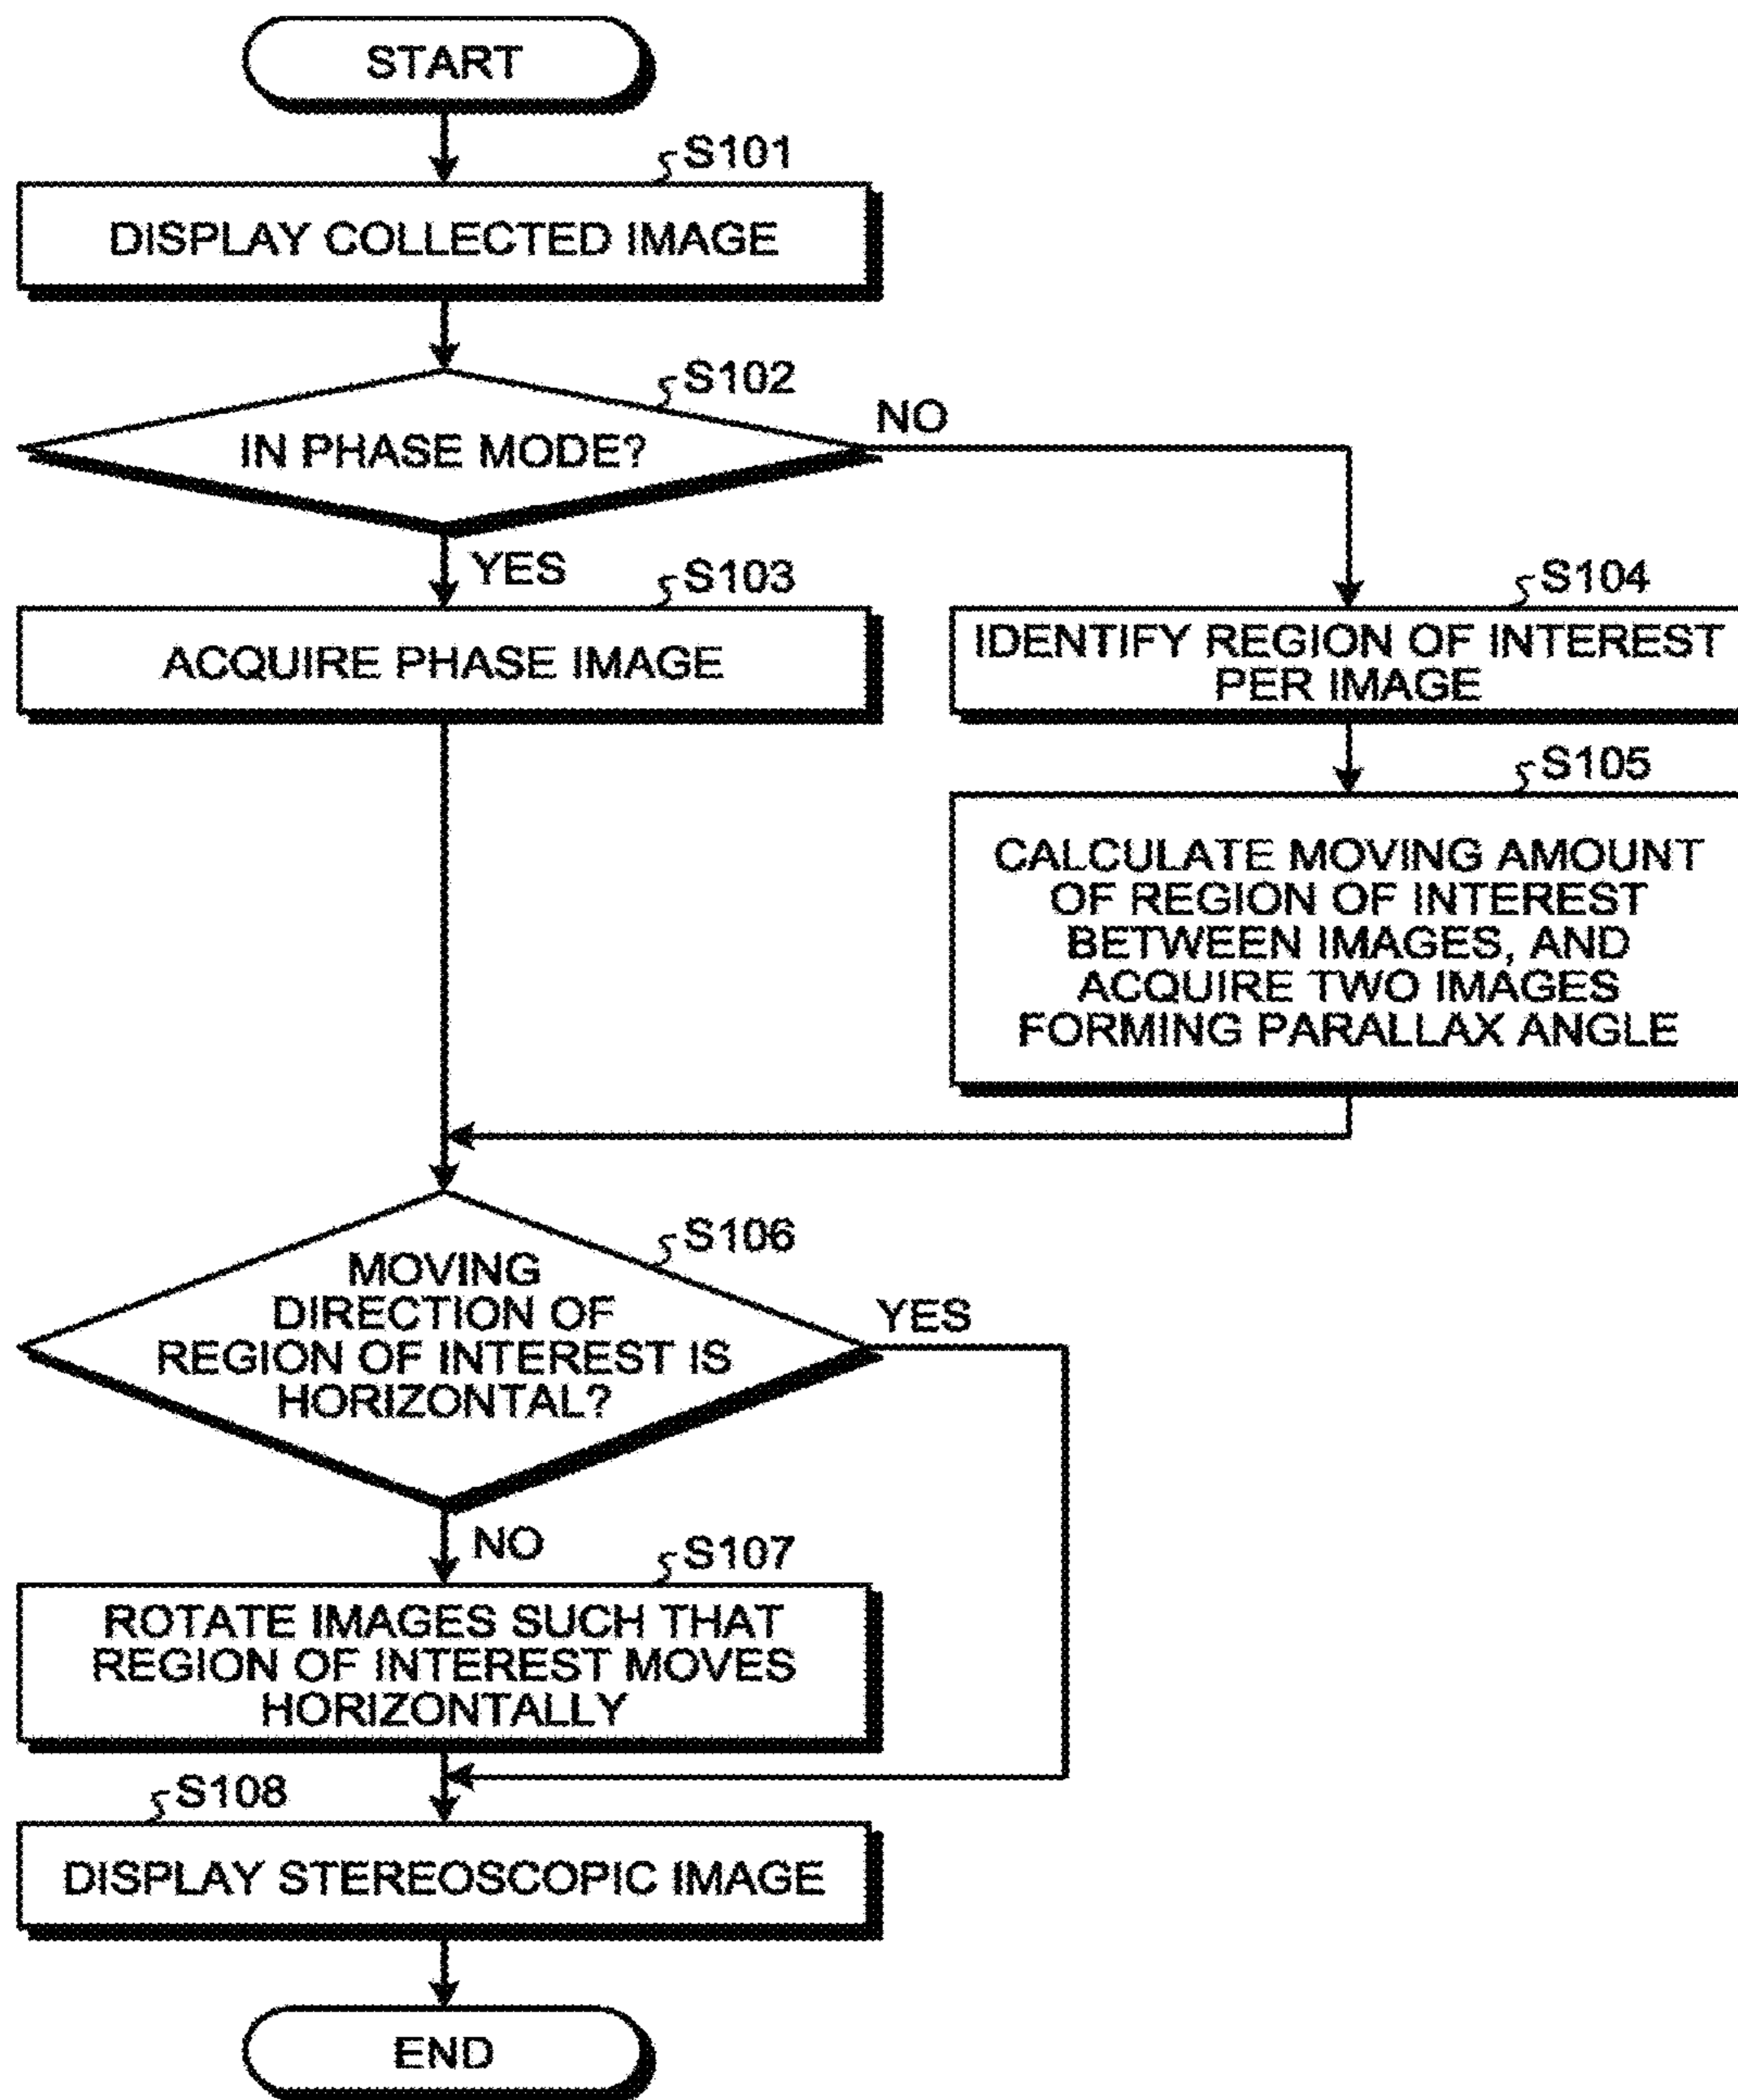 START
S101
DISPLAY COLLECTED IMAGE
S102
IN PHASE MODE?
NO
YES
S103
ACQUIRE PHASE IMAGE
S104
IDENTIFY REGION OF INTEREST
PER IMAGE
S105
CALCULATE MOVING AMOUNT
OF REGION OF INTEREST
BETWEEN IMAGES, AND
ACQUIRE TWO IMAGES
FORMING PARALLAX ANGLE
S106
MOVING
DIRECTION OF
REGION OF INTEREST IS
HORIZONTAL?
YES
NO
S107
ROTATE IMAGES SUCH THAT
REGION OF INTEREST MOVES
HORIZONTALLY
S108
DISPLAY STEREOSCOPIC IMAGE
END